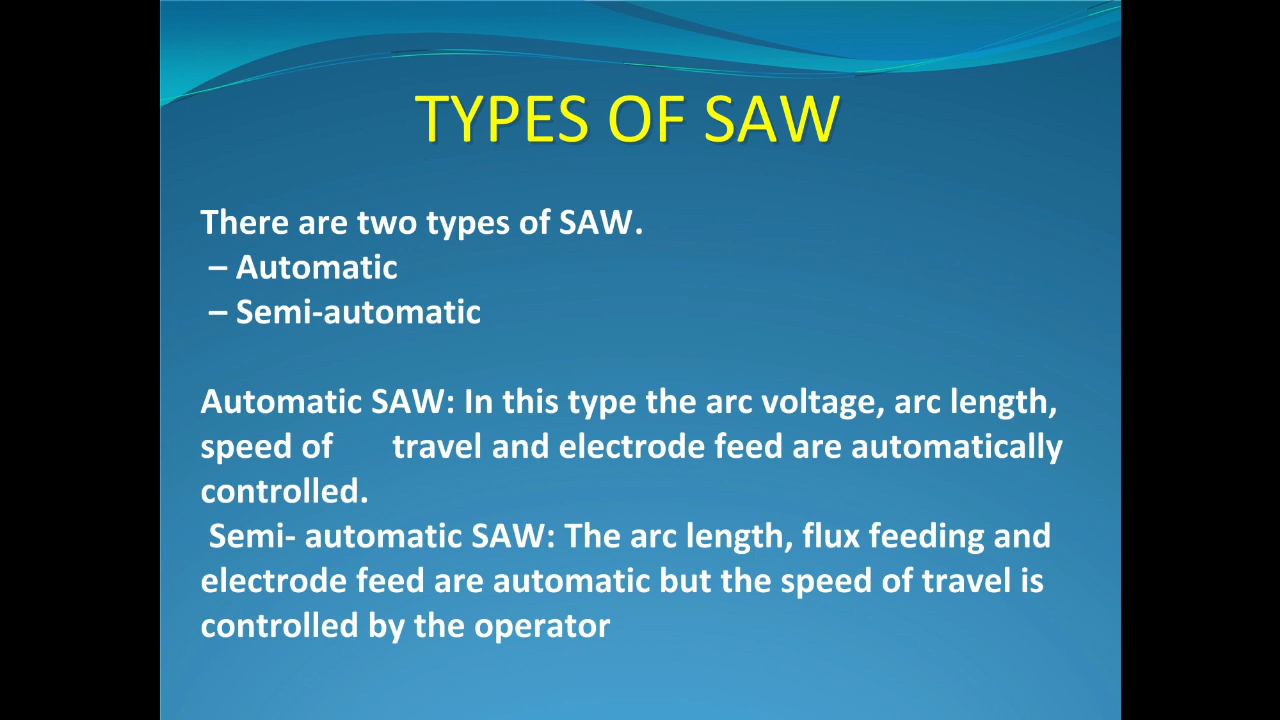 TYPES OF SAW
There are two types of SAW.
– Automatic
– Semi-automatic
Automatic SAW: In this type the arc voltage, arc length,
speed of travel and electrode feed are automatically
controlled.
Semi- automatic SAW: The arc length, flux feeding and
electrode feed are automatic but the speed of travel is
controlled by the operator